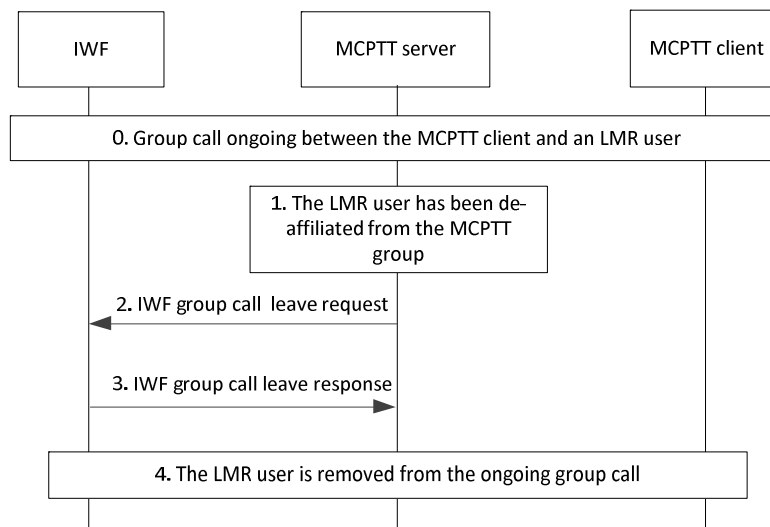 IWF
MCPTT server
MCPTT client
0. Group call ongoing between the MCPTT client and an LMR user
1. The LMR user has been de-
affiliated from the MCPTT
group
2. IWF group call leave request
3. IWF group call leave response
4. The LMR user is removed from the ongoing group call